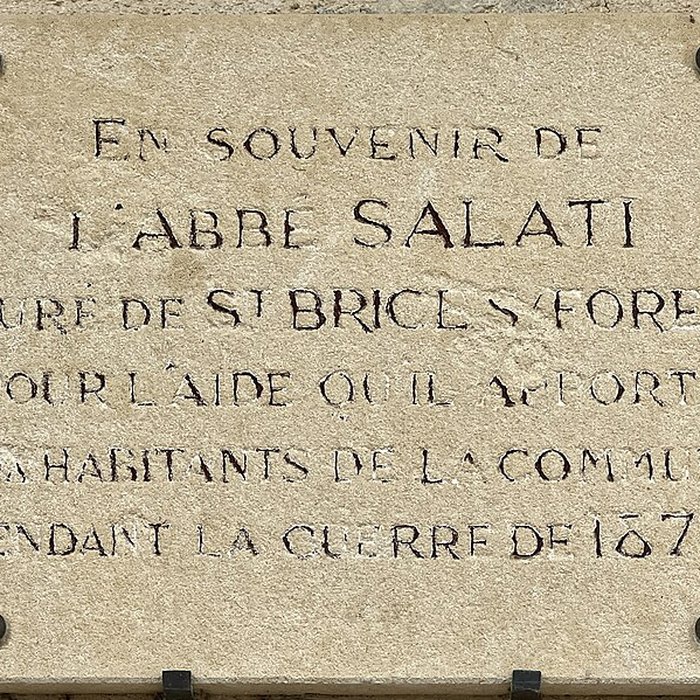 EN SOUVENIR DE
L'ABBE SALATI
URÉ DE ST BRICE S/FORE
OUR L'AIDE QU'IL APPORT
X HABITANTS DE LA COMMU
ENDANT LA GUERRE DE 187